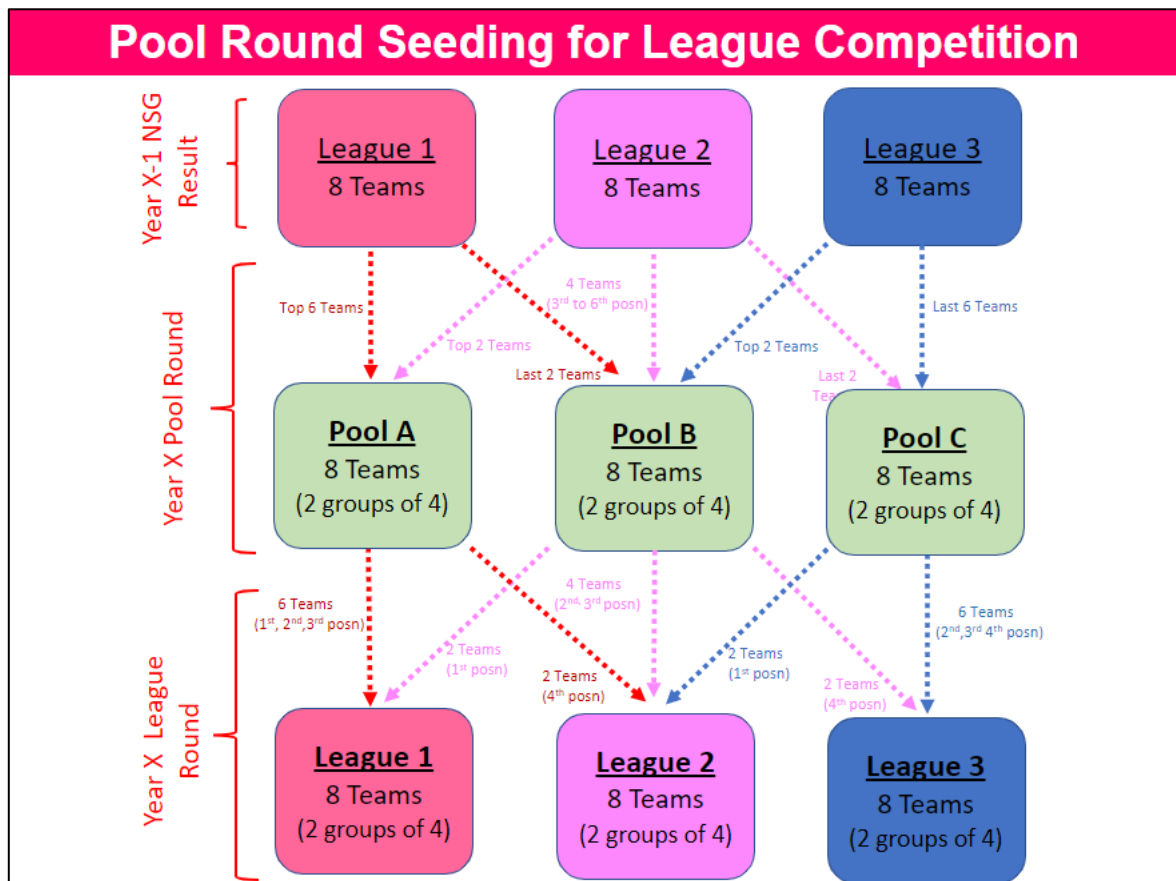 Pool Round Seeding for League Competition
Year X-1 NSG
Result
League 1
8 Teams
League 2
8 Teams
League 3
8 Teams
Year X Pool Round
Top 6 Teams
Top 2 Teams
Last 2 Teams
4 Teams
(3rd to 6th posn)
Top 2 Teams
Last 2
Last 6 Teams
Pool A
8 Teams
(2 groups of 4)
Pool B
8 Teams
(2 groups of 4)
Pool C
8 Teams
(2 groups of 4)
Year X League
Round
6 Teams
(1st, 2nd,3rd posn)
2 Teams
(1st posn)
2 Teams
(4th posn)
4 Teams
(2nd, 3rd posn)
2 Teams
(1st posn)
2 Teams
(4th posn)
6 Teams
(2nd,3rd 4th posn)
League 1
8 Teams
(2 groups of 4)
League 2
8 Teams
(2 groups of 4)
League 3
8 Teams
(2 groups of 4)